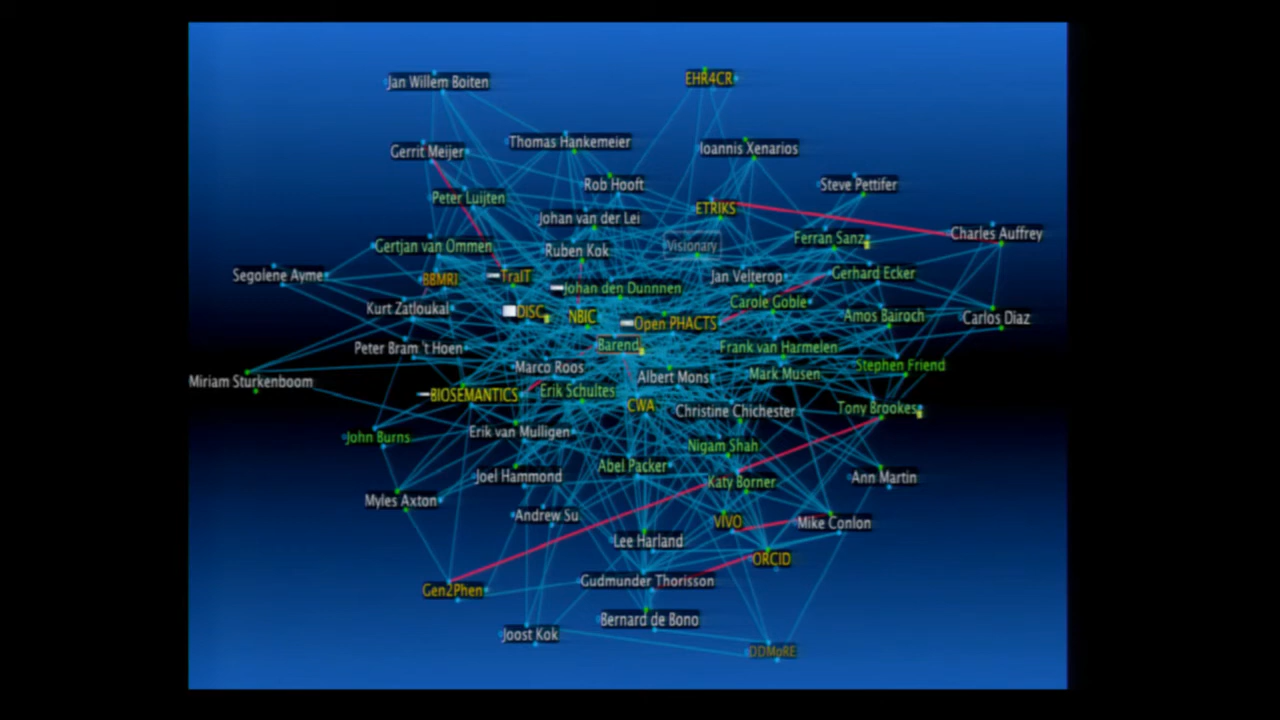 Jan Willem Boiten
EHR4CR
Thomas Hankemeier
Ioannis Xenarios
Gerrit Meijer
Rob Hooft
Steve Pettifer
Peter Luijten
ETRIKS
Johan van der Lei
Charles Auffrey
Ferran Sanz
Gertjan van Ommen
Ruben Kok
Visionary
Segolene Ayme
BBMRI
TraIT
Jan Velterop
Gerhard Ecker
Johan den Dunnnen
Carole Goble
Kurt Zatloukal
DISC
NBIC
Open PHACTS
Amos Bairoch
Carlos Diaz
Peter Bram 't Hoen
Barend
Frank van Harmelen
Marco Roos
Albert Mons
Mark Musen
Stephen Friend
Miriam Sturkenboom
BIOSEMANTICS
Erik Schultes
CWA
Christine Chichester
Tony Brookes
John Burns
Erik van Mulligen
Nigam Shah
Joel Hammond
Abel Packer
Katy Borner
Ann Martin
Myles Axton
Andrew Su
VIVO
Mike Conlon
Lee Harland
ORCID
Gen2Phen
Gudmunder Thorisson
Bernard de Bono
Joost Kok
DDMoRE